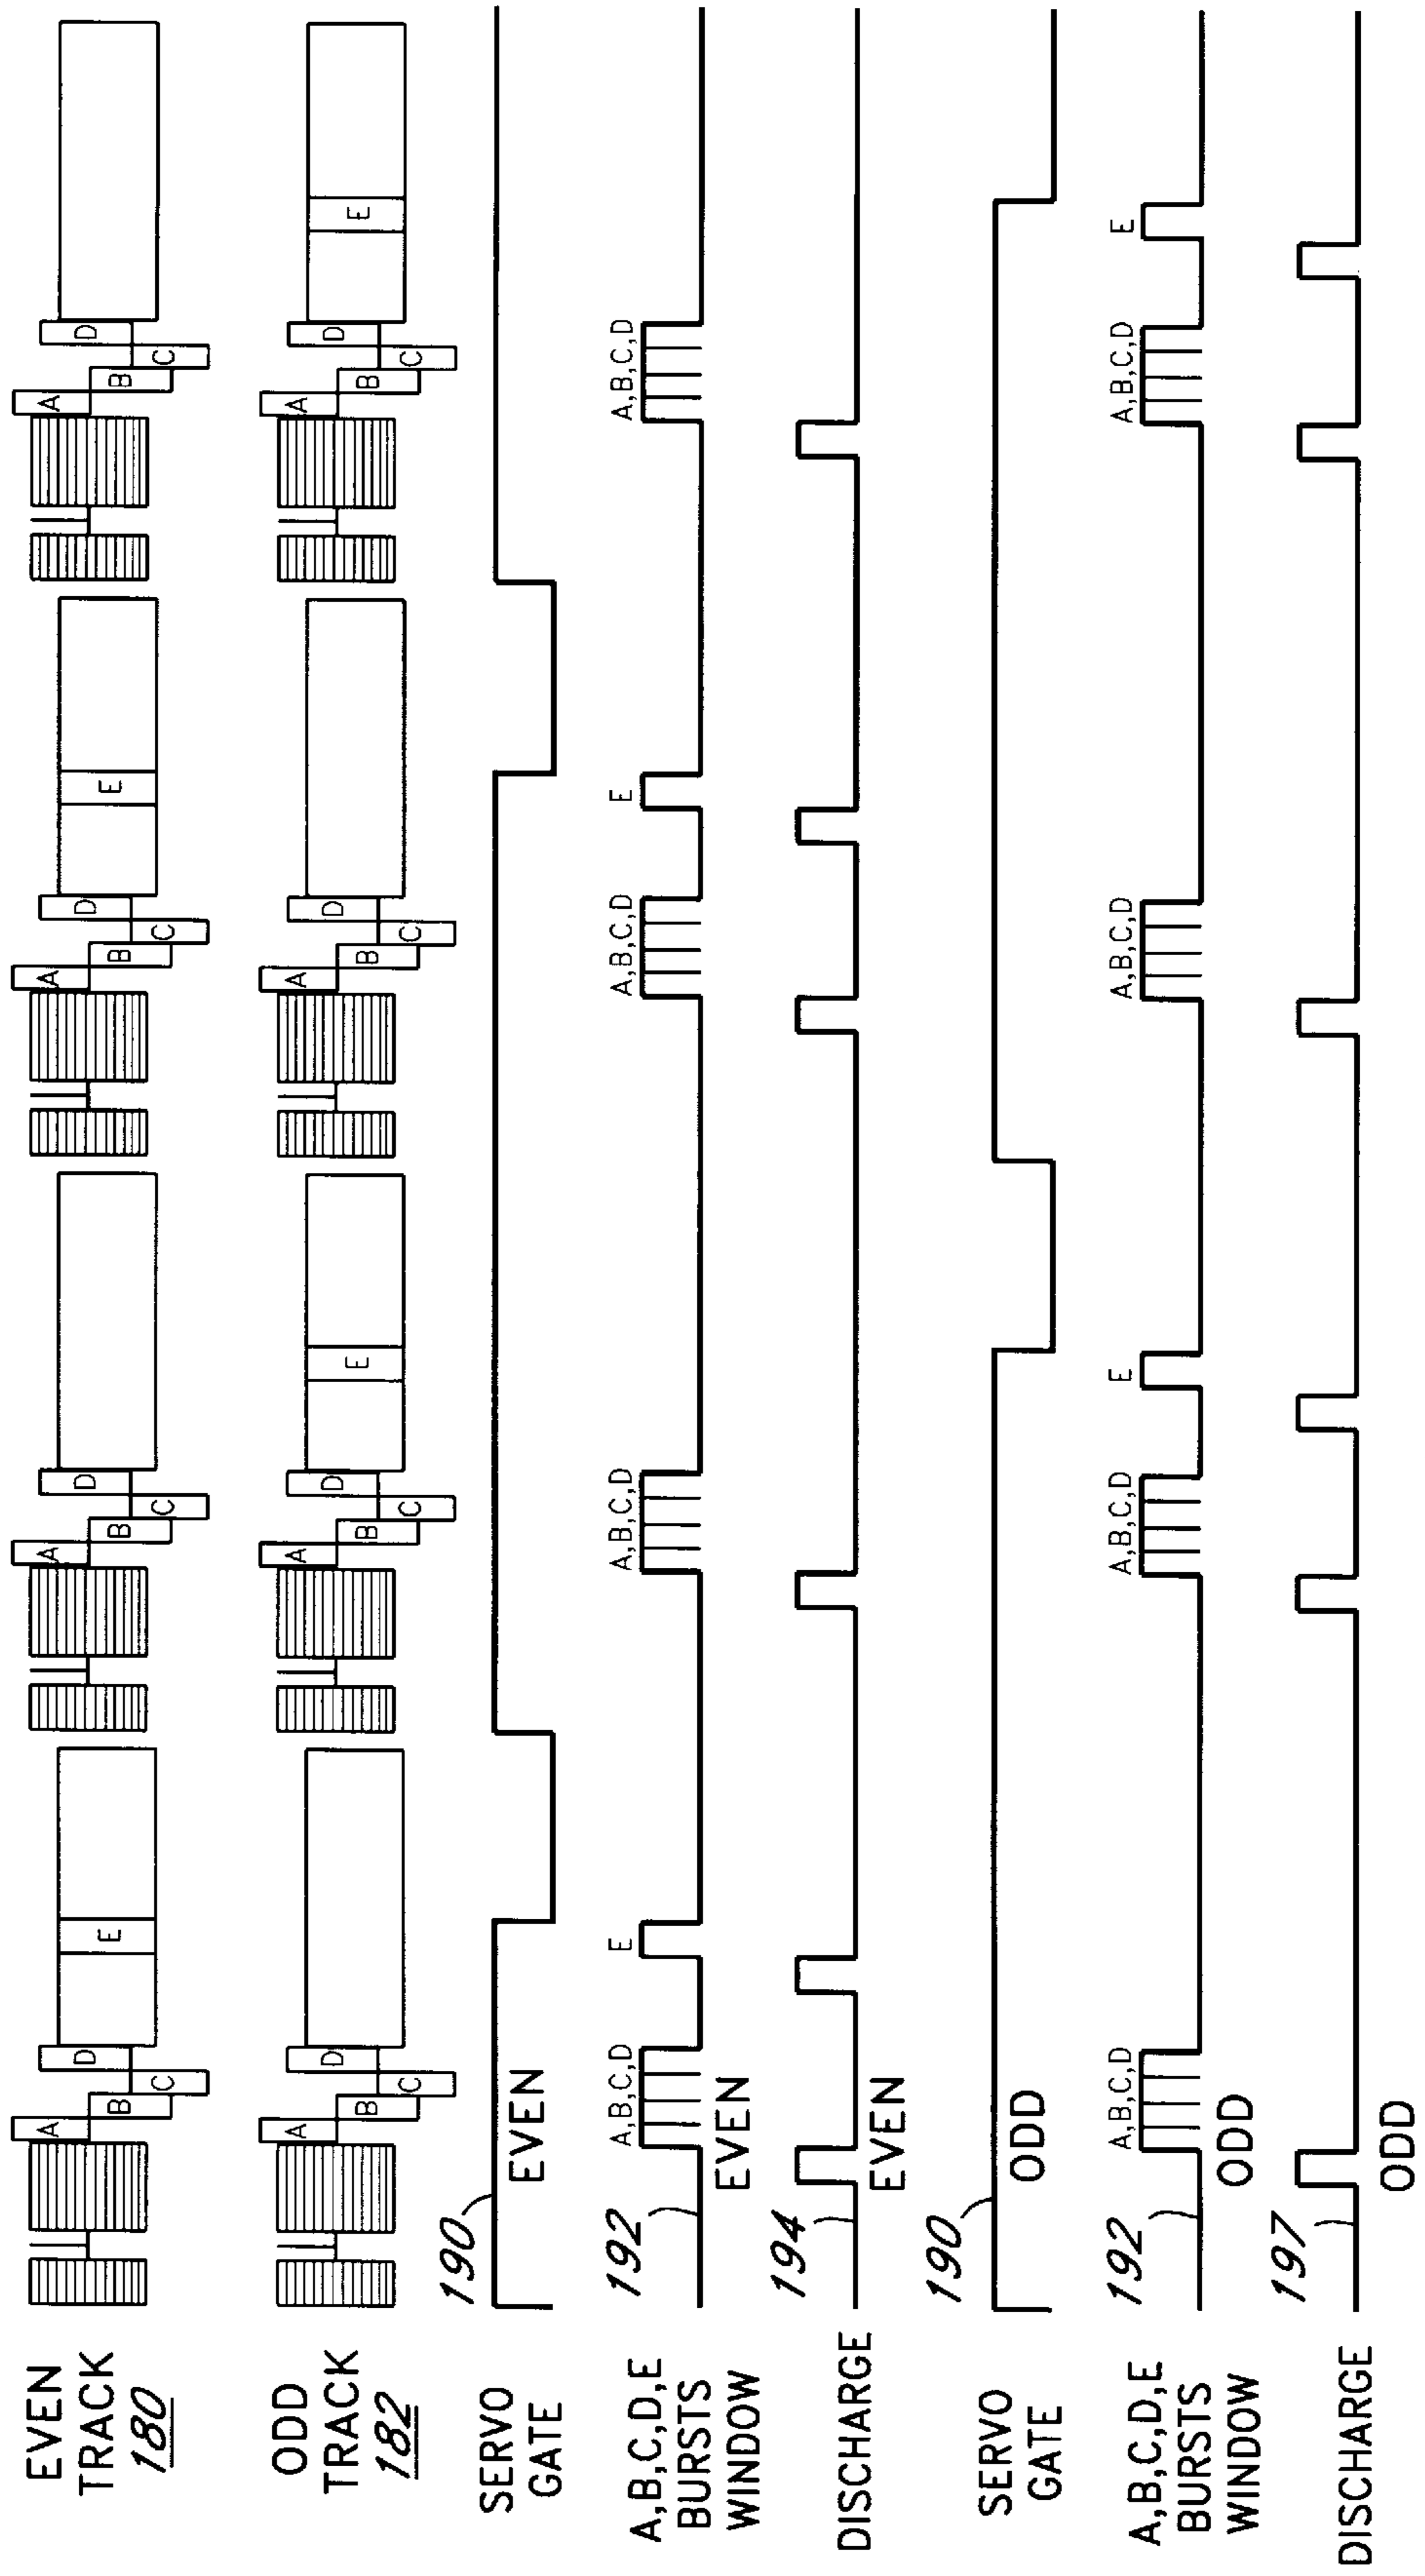 EVEN
TRACK
180
A B C D E A B C D A B C D E A B C D
ODD
TRACK
182
A B C D A B C D E A B C D A B C D E
SERVO
GATE
190
EVEN
A,B,C,D,E
BURSTS
WINDOW
192
A,B,C,D E A,B,C,D A,B,C,D E A,B,C,D
EVEN
DISCHARGE
194
EVEN
SERVO
GATE
190
ODD
A,B,C,D,E
BURSTS
WINDOW
192
A,B,C,D A,B,C,D E A,B,C,D A,B,C,D E
ODD
DISCHARGE
197
ODD